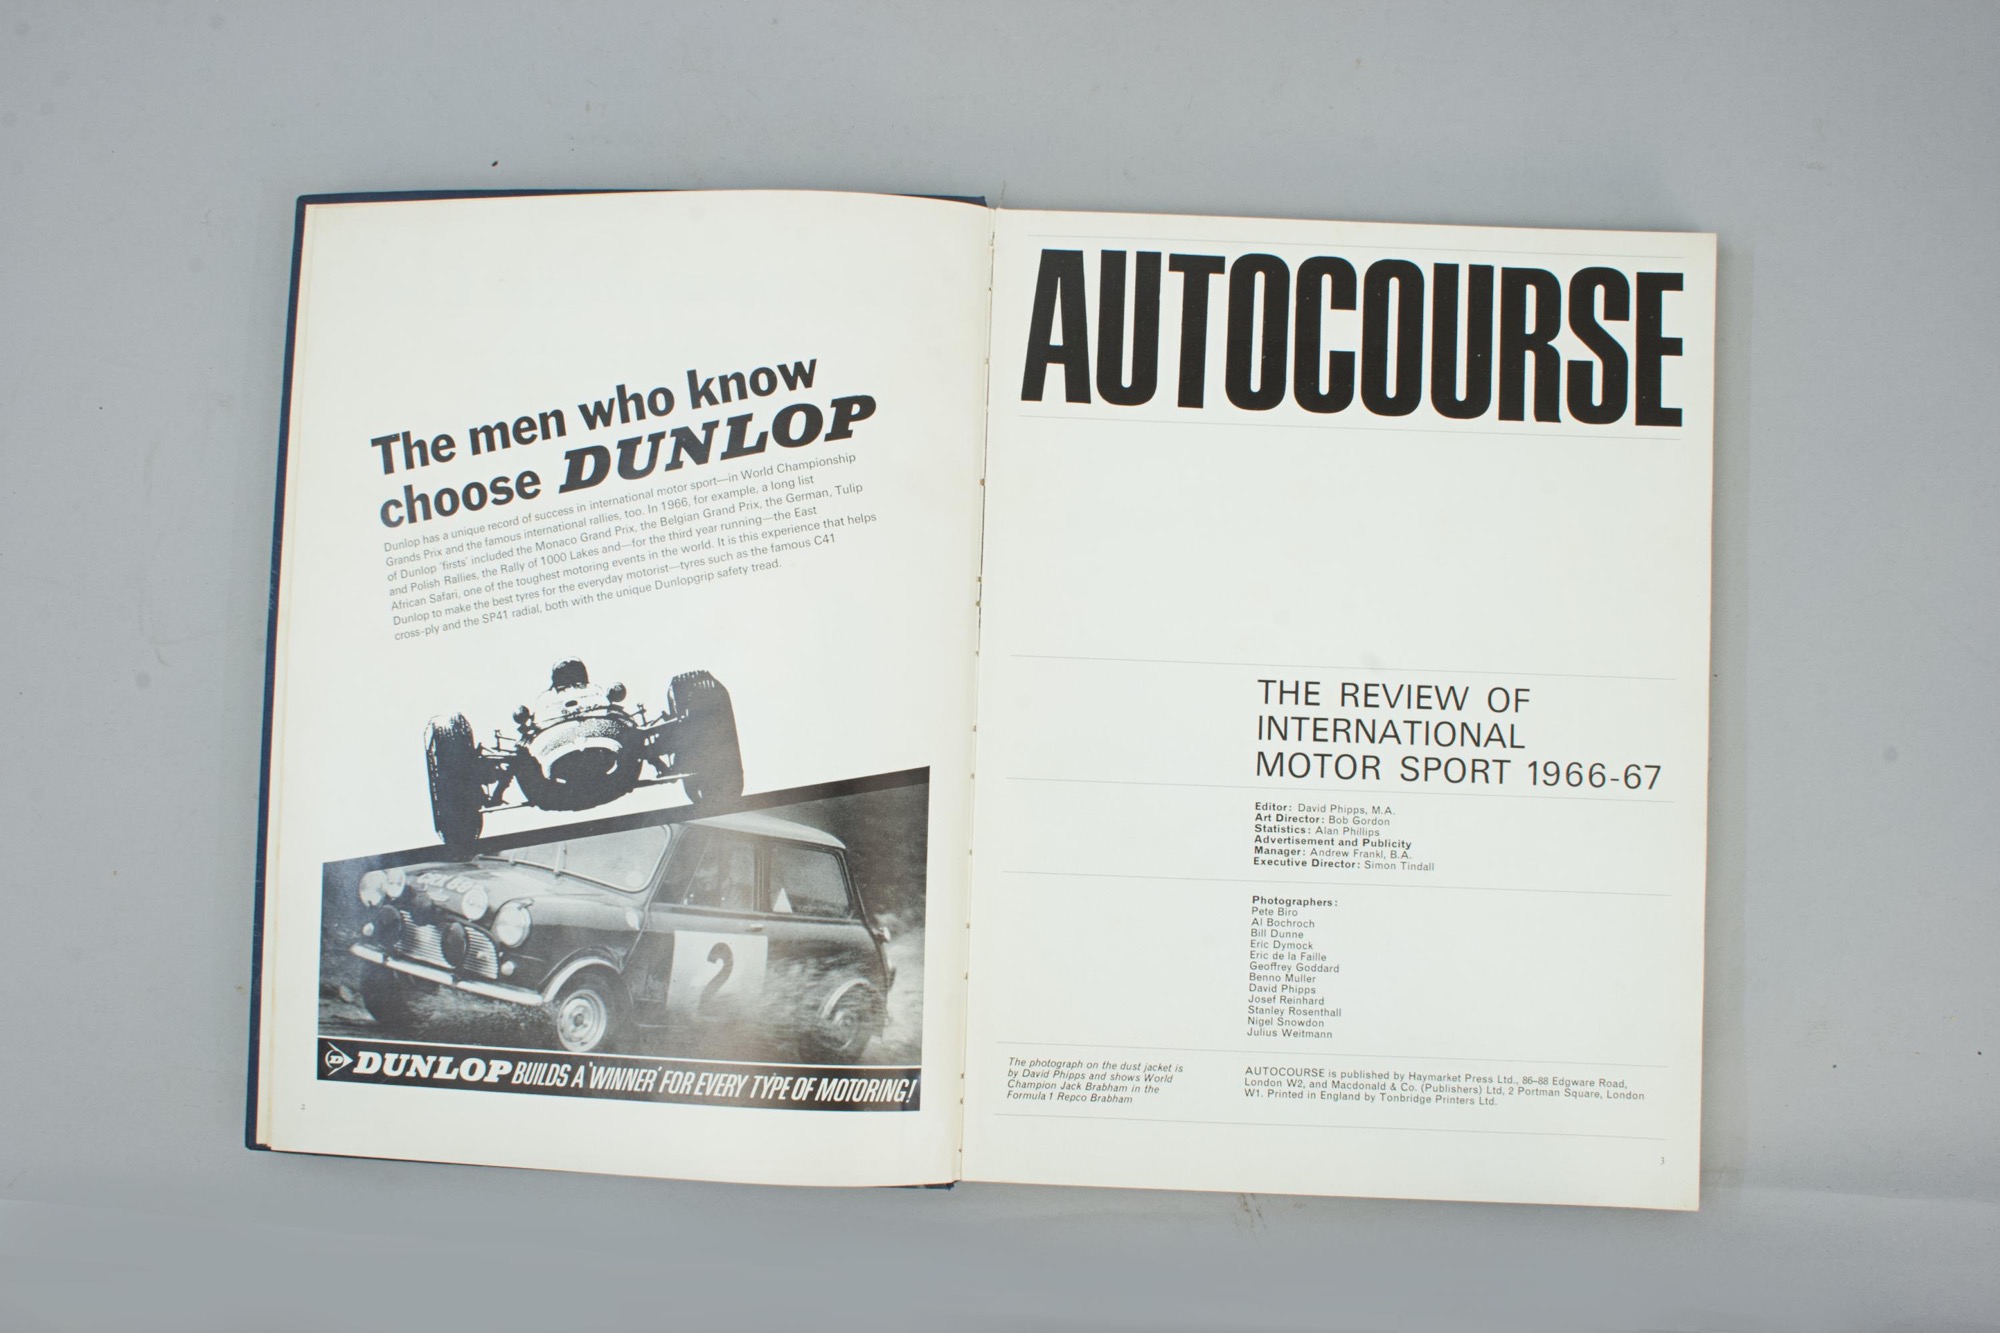 The men who know
choose DUNLOP
Dunlop has a unique record of success in international motor sport—in World Championship
Grands Prix and the famous international rallies, too. In 1966, for example, a long list
of Dunlop 'firsts' included the Monaco Grand Prix, the Belgian Grand Prix, the German, Tulip
and Polish Rallies, the Rally of 1000 Lakes and—for the third year running—the East
African Safari, one of the toughest motoring events in the world. It is this experience that helps
Dunlop to make the best tyres for the everyday motorist—tyres such as the famous C41
cross-ply and the SP41 radial, both with the unique Dunlopgrip safety tread.
2
DUNLOP BUILDS A 'WINNER' FOR EVERY TYPE OF MOTORING!
2
AUTOCOURSE
THE REVIEW OF
INTERNATIONAL
MOTOR SPORT 1966-67
Editor: David Phipps, M.A.
Art Director: Bob Gordon
Statistics: Alan Phillips
Advertisement and Publicity
Manager: Andrew Frankl, B.A.
Executive Director: Simon Tindall
Photographers:
Pete Biro
Al Bochroch
Bill Dunne
Eric Dymock
Eric de la Faille
Geoffrey Goddard
Benno Muller
David Phipps
Josef Reinhard
Stanley Rosenthall
Nigel Snowdon
Julius Weitmann
The photograph on the dust jacket is
by David Phipps and shows World
Champion Jack Brabham in the
Formula 1 Repco Brabham
AUTOCOURSE is published by Haymarket Press Ltd., 86-88 Edgware Road,
London W2, and Macdonald & Co. (Publishers) Ltd, 2 Portman Square, London
W1. Printed in England by Tonbridge Printers Ltd.
3